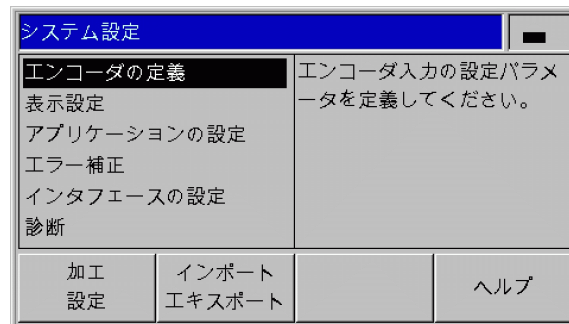 システム設定
エンコーダの定義
表示設定
アプリケーションの設定
エラー補正
インタフェースの設定
診断
エンコーダ入力の設定パラメ
ータを定義してください。
加工
設定
インポート
エキスポート
ヘルプ